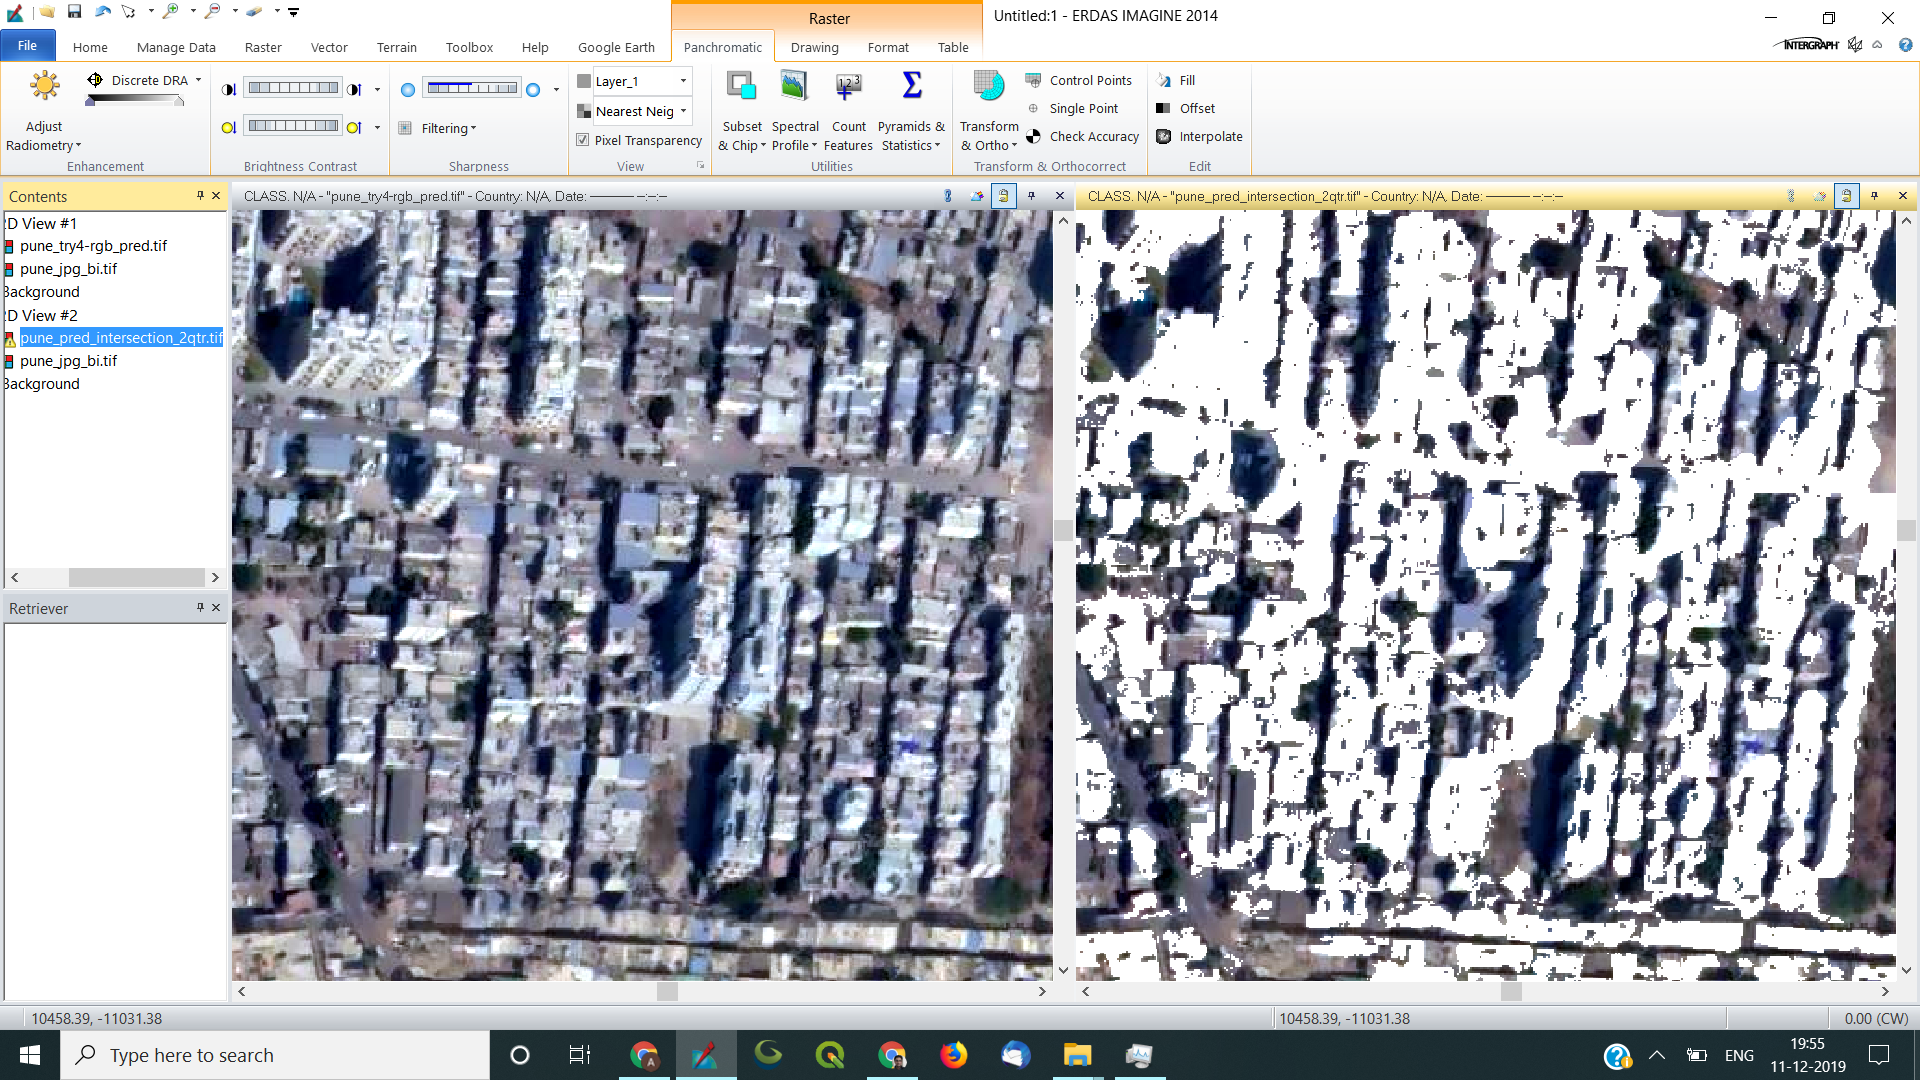 Raster
Untitled:1 - ERDAS IMAGINE 2014
File
Home
Manage Data
Raster
Vector
Terrain
Toolbox
Help
Google Earth
Panchromatic
Drawing
Format
Table
INTERGRAPH
Discrete DRA
Layer_1
Control Points
Fill
Nearest Neig
Single Point
Offset
Adjust
Radiometry
Filtering
Pixel Transparency
Subset
& Chip
Spectral
Profile
Count
Features
Pyramids &
Statistics
Transform
& Ortho
Check Accuracy
Interpolate
Enhancement
Brightness Contrast
Sharpness
View
Utilities
Transform & Orthocorrect
Edit
Contents
CLASS. N/A - "pune_try4-rgb_pred.tif" - Country: N/A, Date: ——— --:--:--
CLASS. N/A - "pune_pred_intersection_2qtr.tif" - Country: N/A, Date: ——— --:--:--
D View #1
pune_try4-rgb_pred.tif
pune_jpg_bi.tif
Background
D View #2
pune_pred_intersection_2qtr.tif
pune_jpg_bi.tif
Background
Retriever
10458.39, -11031.38
10458.39, -11031.38
0.00 (CW)
Type here to search
ENG
19:55
11-12-2019